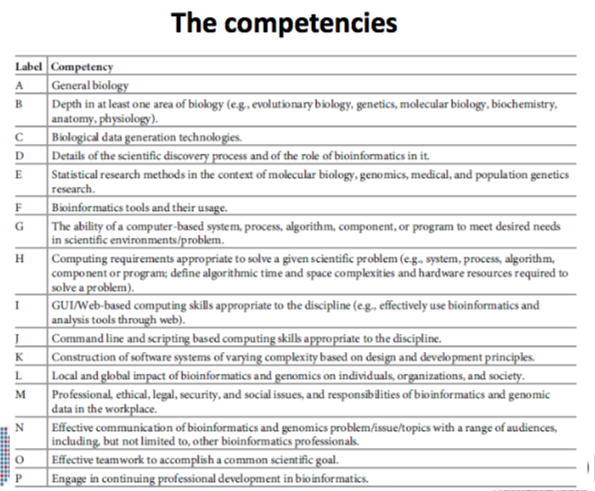 The competencies
Label Competency
A General biology
B Depth in at least one area of biology (e.g., evolutionary biology, genetics, molecular biology, biochemistry,
anatomy, physiology).
C Biological data generation technologies.
D Details of the scientific discovery process and of the role of bioinformatics in it.
E Statistical research methods in the context of molecular biology, genomics, medical, and population genetics
research.
F Bioinformatics tools and their usage.
G The ability of a computer-based system, process, algorithm, component, or program to meet desired needs
in scientific environments/problem.
H Computing requirements appropriate to solve a given scientific problem (e.g., system, process, algorithm,
component or program; define algorithmic time and space complexities and hardware resources required to
solve a problem).
I GUI/Web-based computing skills appropriate to the discipline (e.g., effectively use bioinformatics and
analysis tools through web).
J Command line and scripting based computing skills appropriate to the discipline.
K Construction of software systems of varying complexity based on design and development principles.
L Local and global impact of bioinformatics and genomics on individuals, organizations, and society.
M Professional, ethical, legal, security, and social issues, and responsibilities of bioinformatics and genomic
data in the workplace.
N Effective communication of bioinformatics and genomics problem/issue/topics with a range of audiences,
including, but not limited to, other bioinformatics professionals.
O Effective teamwork to accomplish a common scientific goal.
P Engage in continuing professional development in bioinformatics.